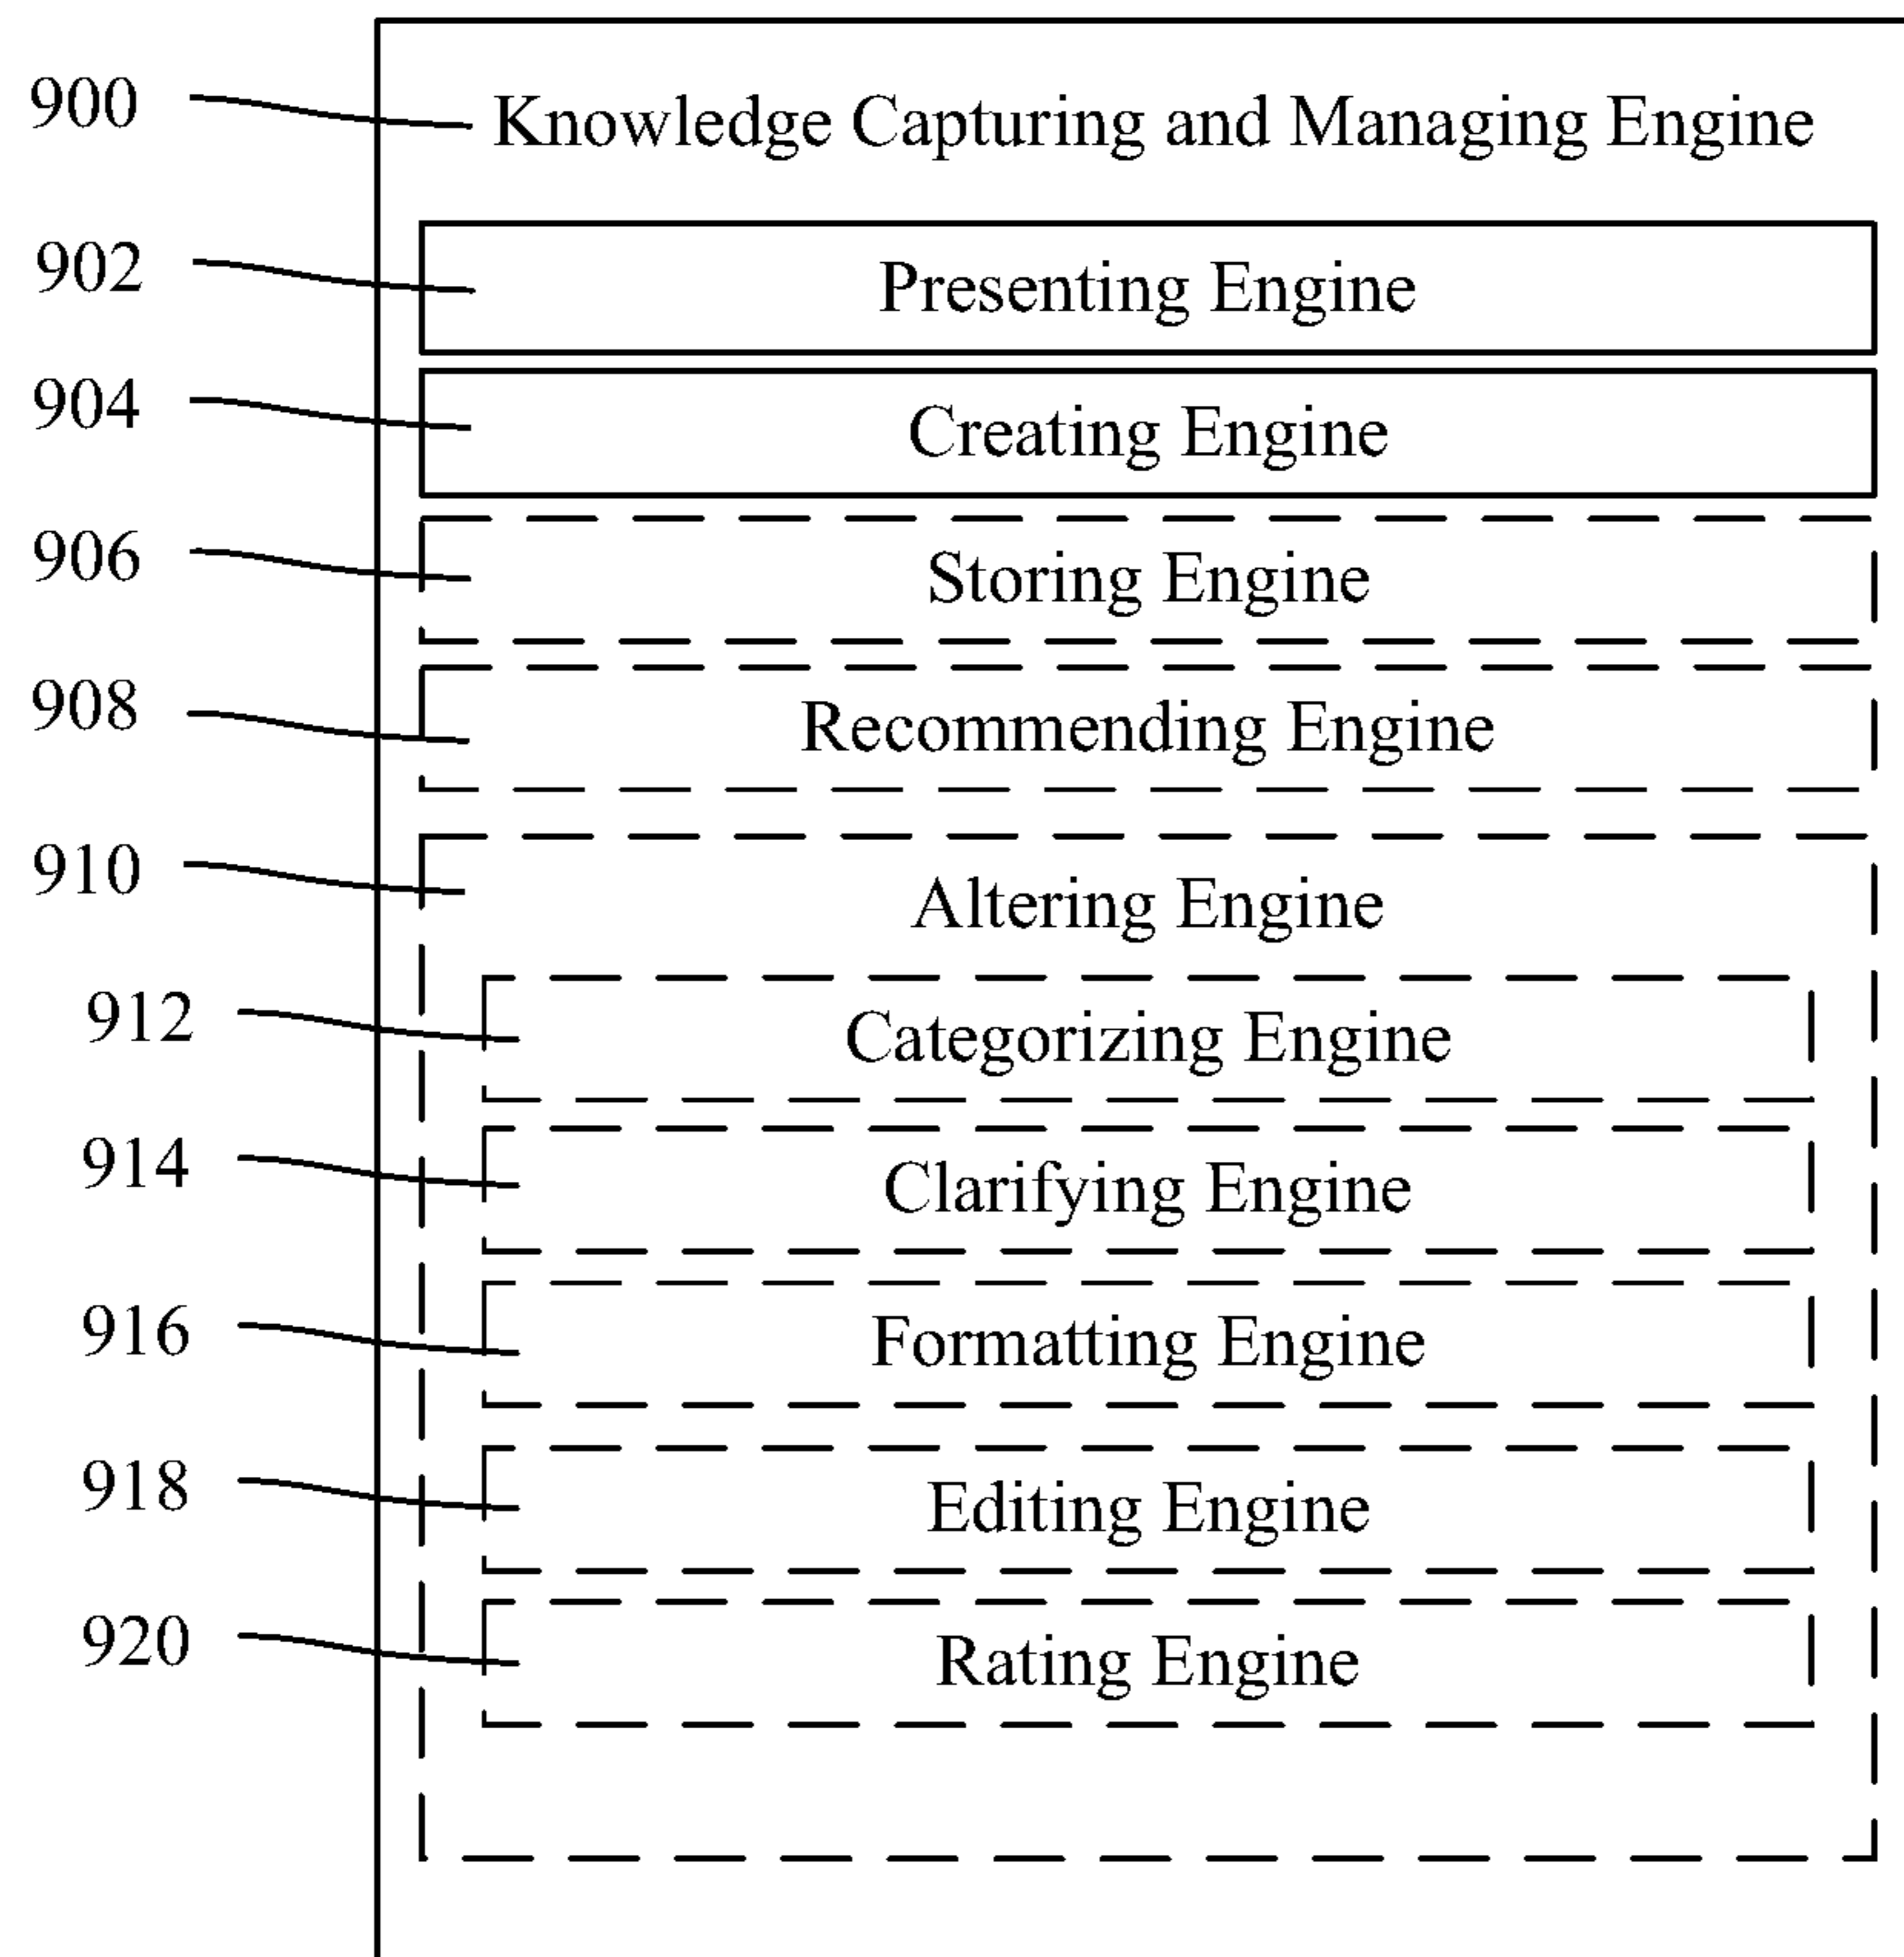 900 Knowledge Capturing and Managing Engine
902 Presenting Engine
904 Creating Engine
906 Storing Engine
908 Recommending Engine
910 Altering Engine
912 Categorizing Engine
914 Clarifying Engine
916 Formatting Engine
918 Editing Engine
920 Rating Engine